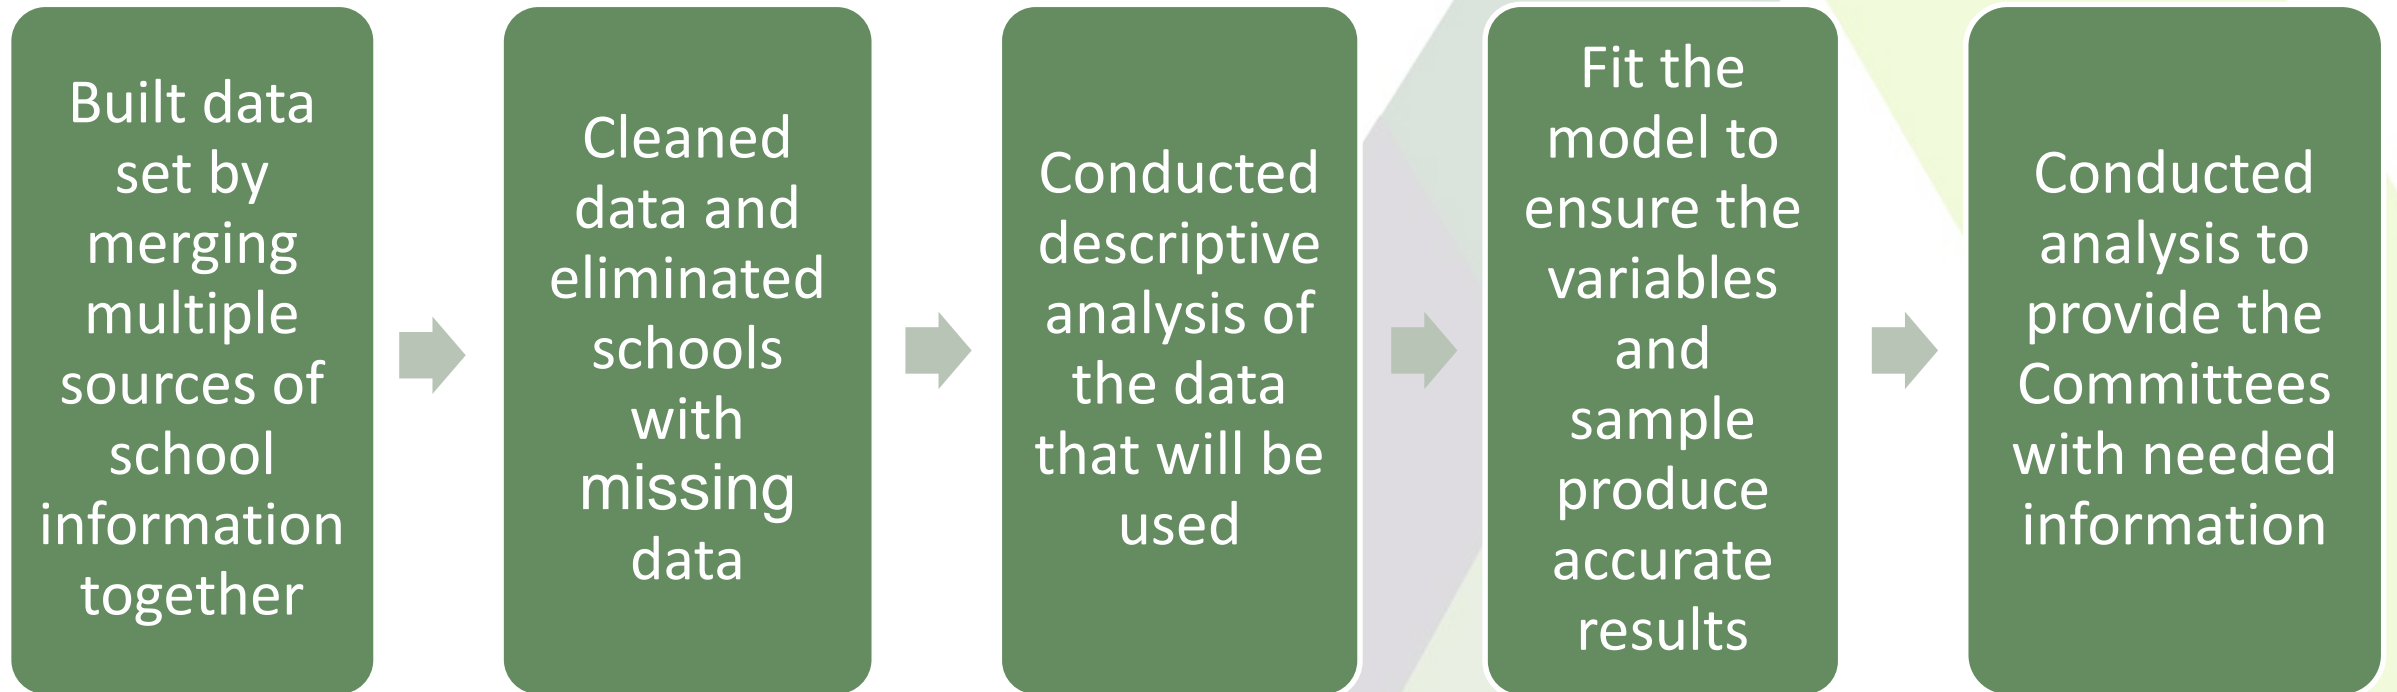 Built data
set by
merging
multiple
sources of
school
information
together
Cleaned
data and
eliminated
schools
with
missing
data
Conducted
descriptive
analysis of
the data
that will be
used
Fit the
model to
ensure the
variables
and
sample
produce
accurate
results
Conducted
analysis to
provide the
Committees
with needed
information